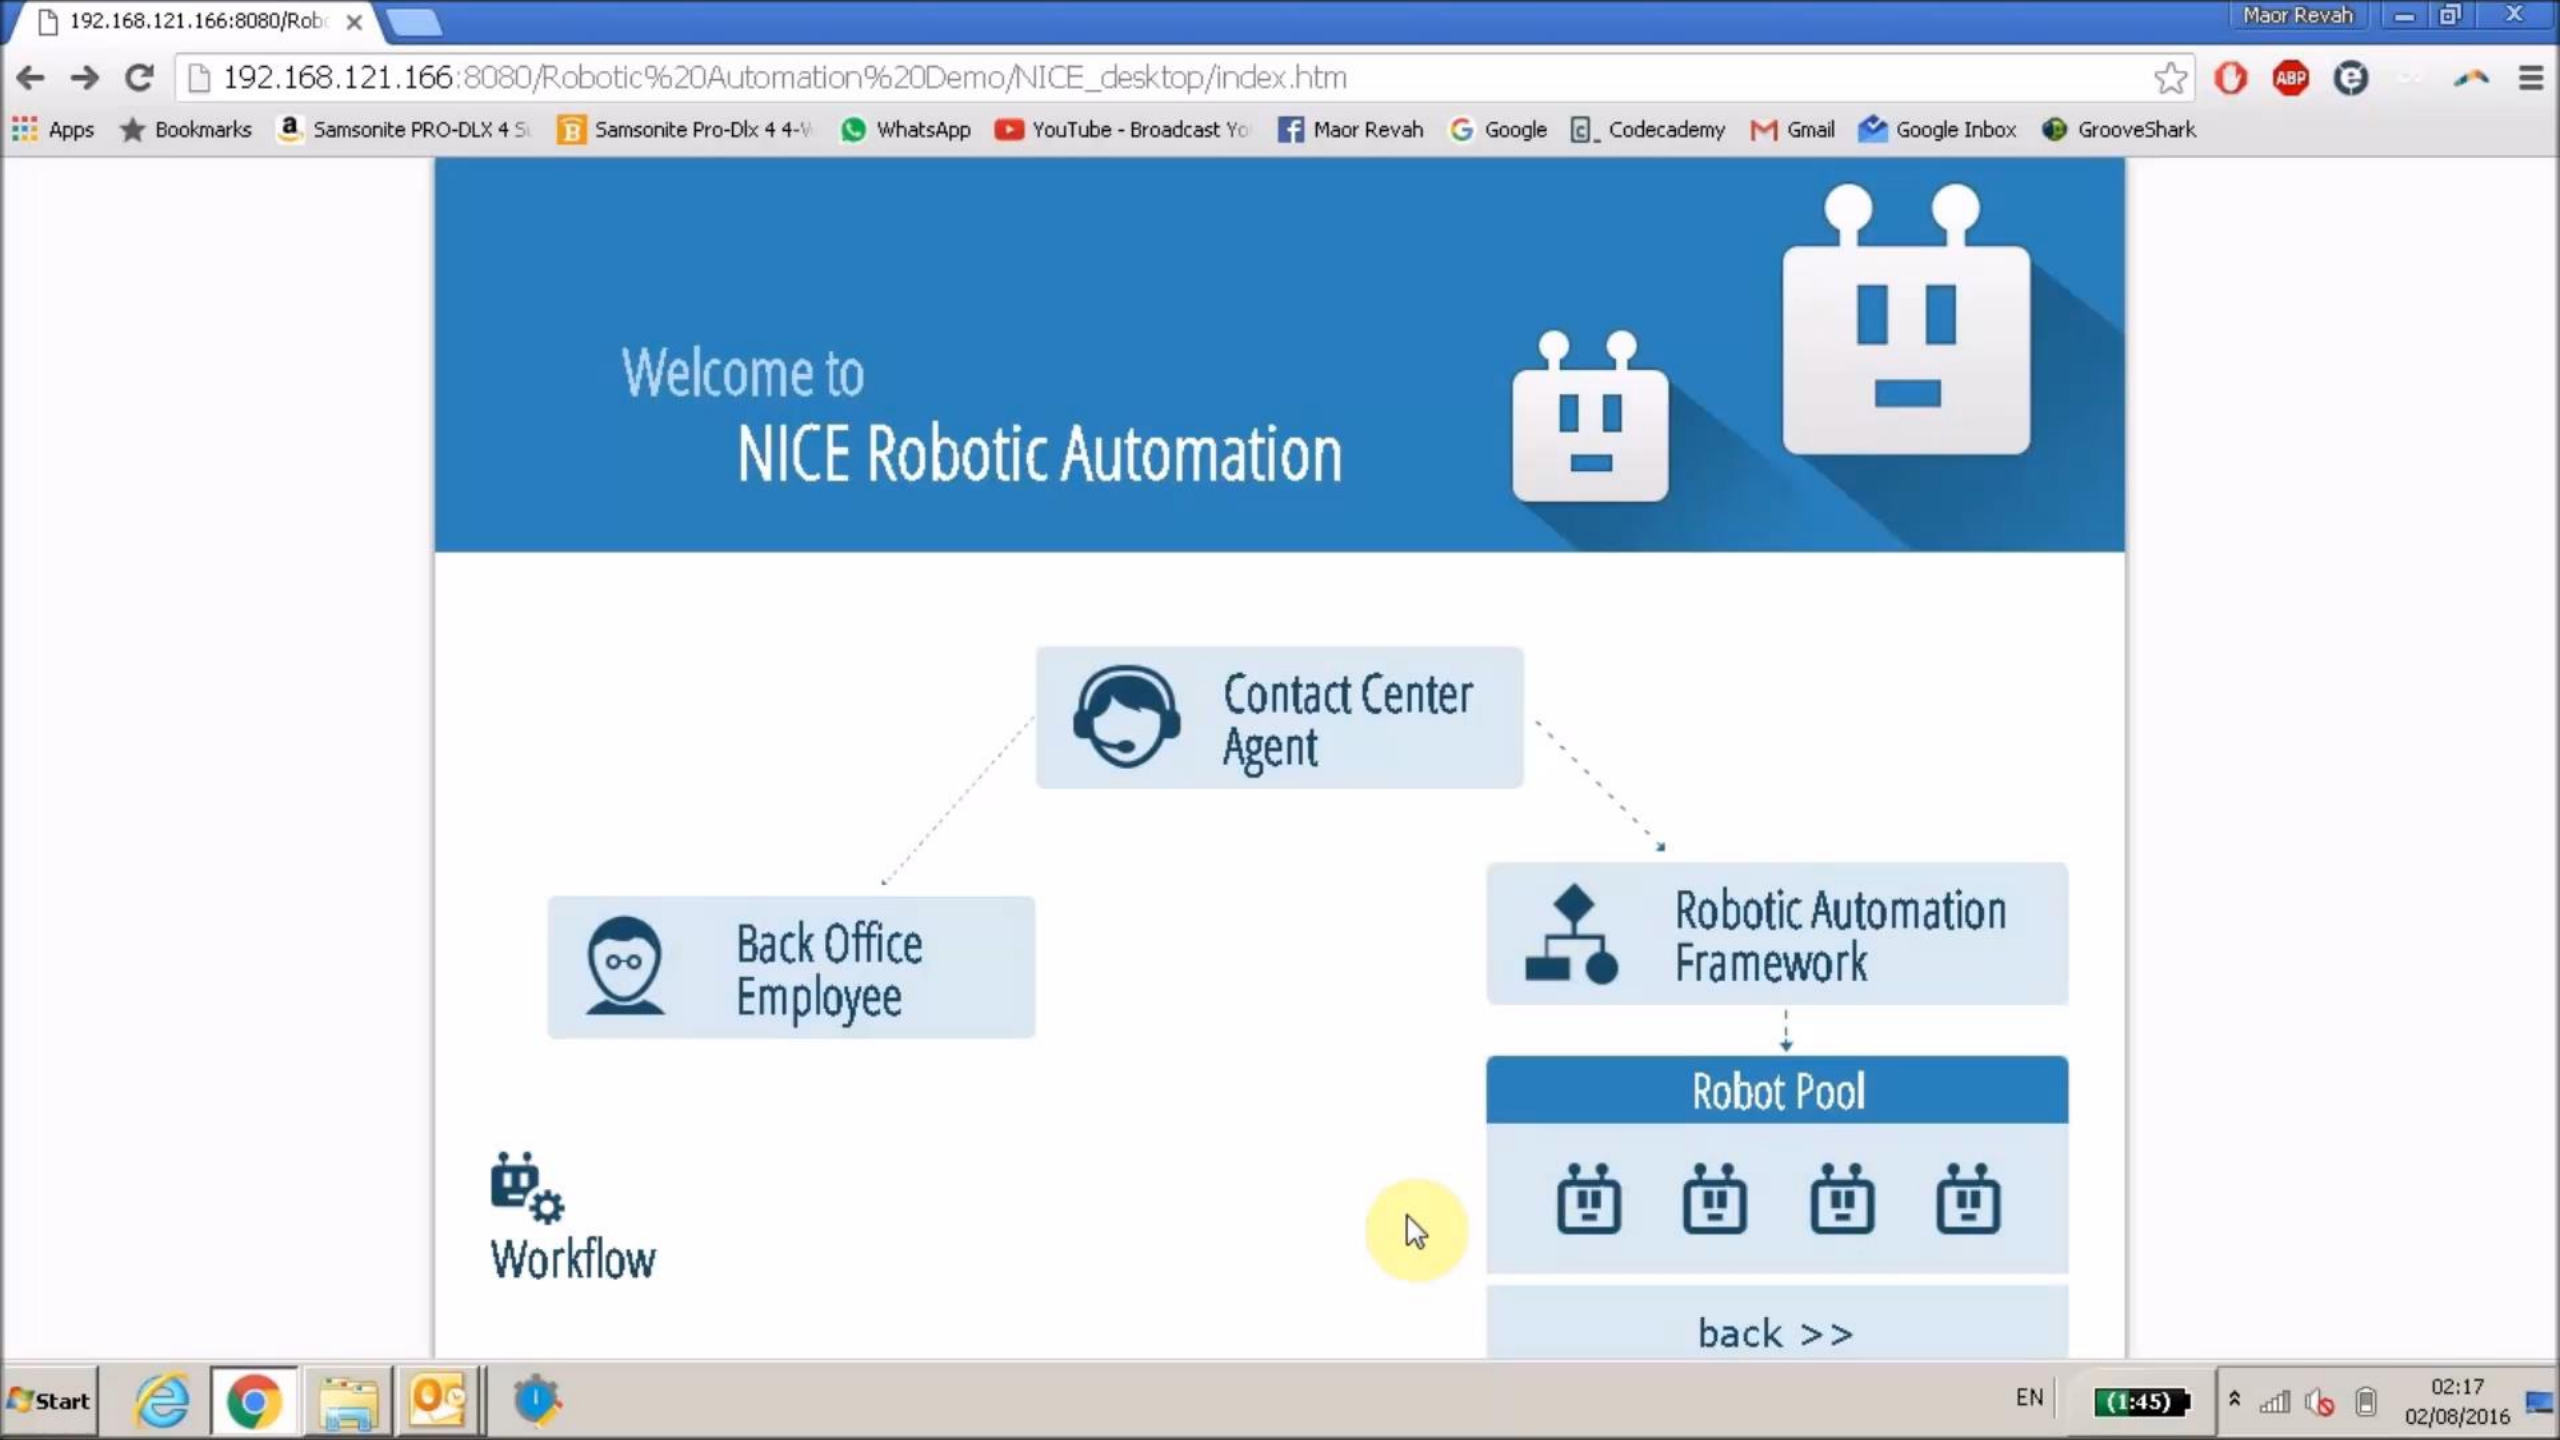 192.168.121.166:8080/Rob
Maor Revah
192.168.121.166:8080/Robotic%20Automation%20Demo/NICE_desktop/index.htm
ABP
Apps Bookmarks Samsonite PRO-DLX 4 Samsonite Pro-Dlx 4 4- WhatsApp YouTube - Broadcast Yo Maor Revah Google Codecademy Gmail Google Inbox GrooveShark
Welcome to
NICE Robotic Automation
Contact Center
Agent
Back Office
Employee
Robotic Automation
Framework
Robot Pool
Workflow
back >>
Start
EN
(1:45)
02:17
02/08/2016